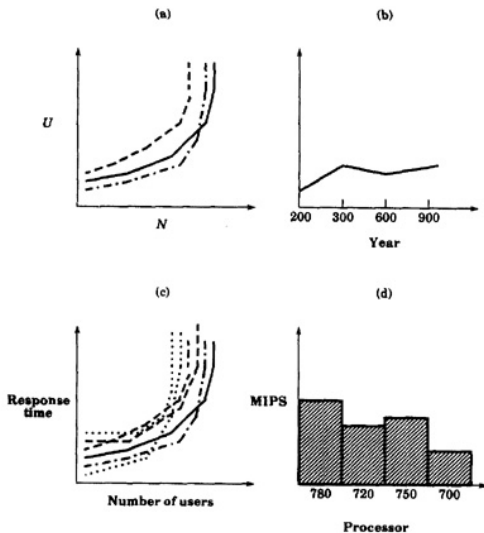 (a)
U
N
(b)
200 300 600 900
Year
(c)
Response
time
Number of users
(d)
MIPS
780 720 750 700
Processor